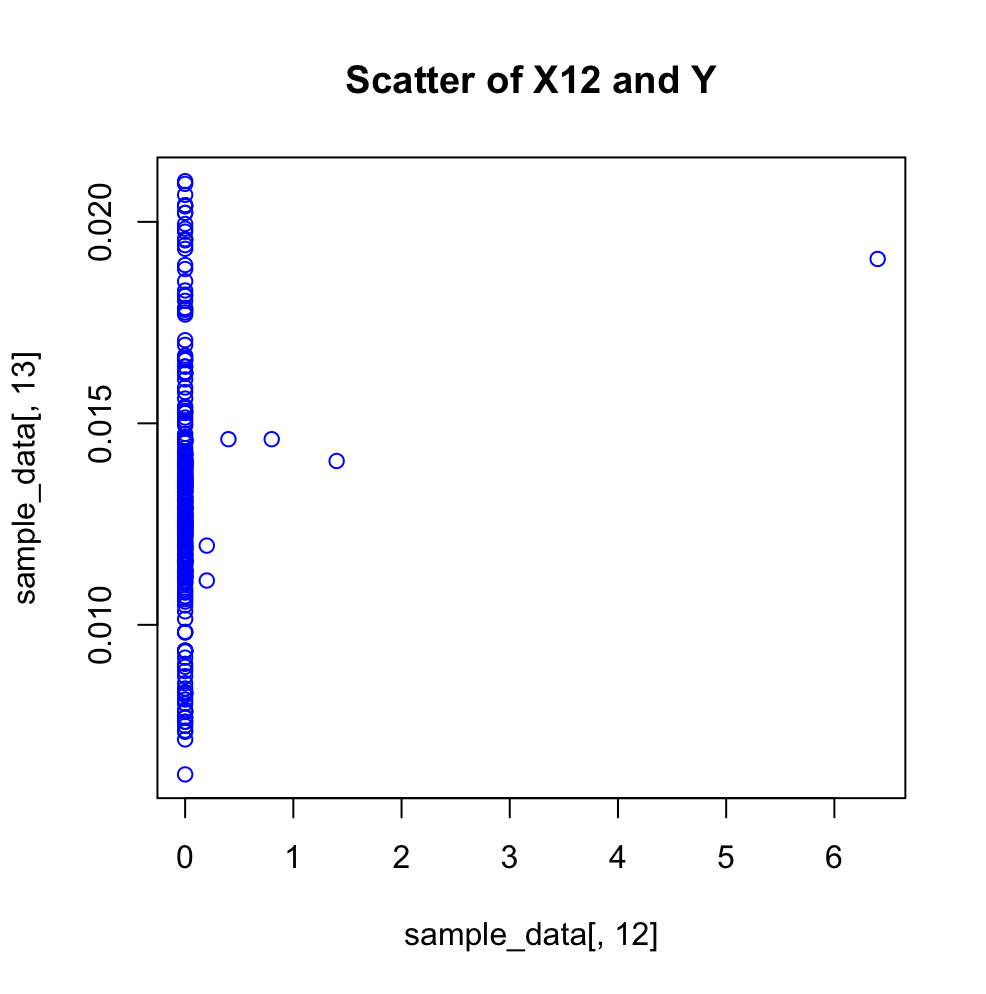 Scatter of X12 and Y
sample_data[, 13]
0.020
0.015
0.010
0 1 2 3 4 5 6
sample_data[, 12]